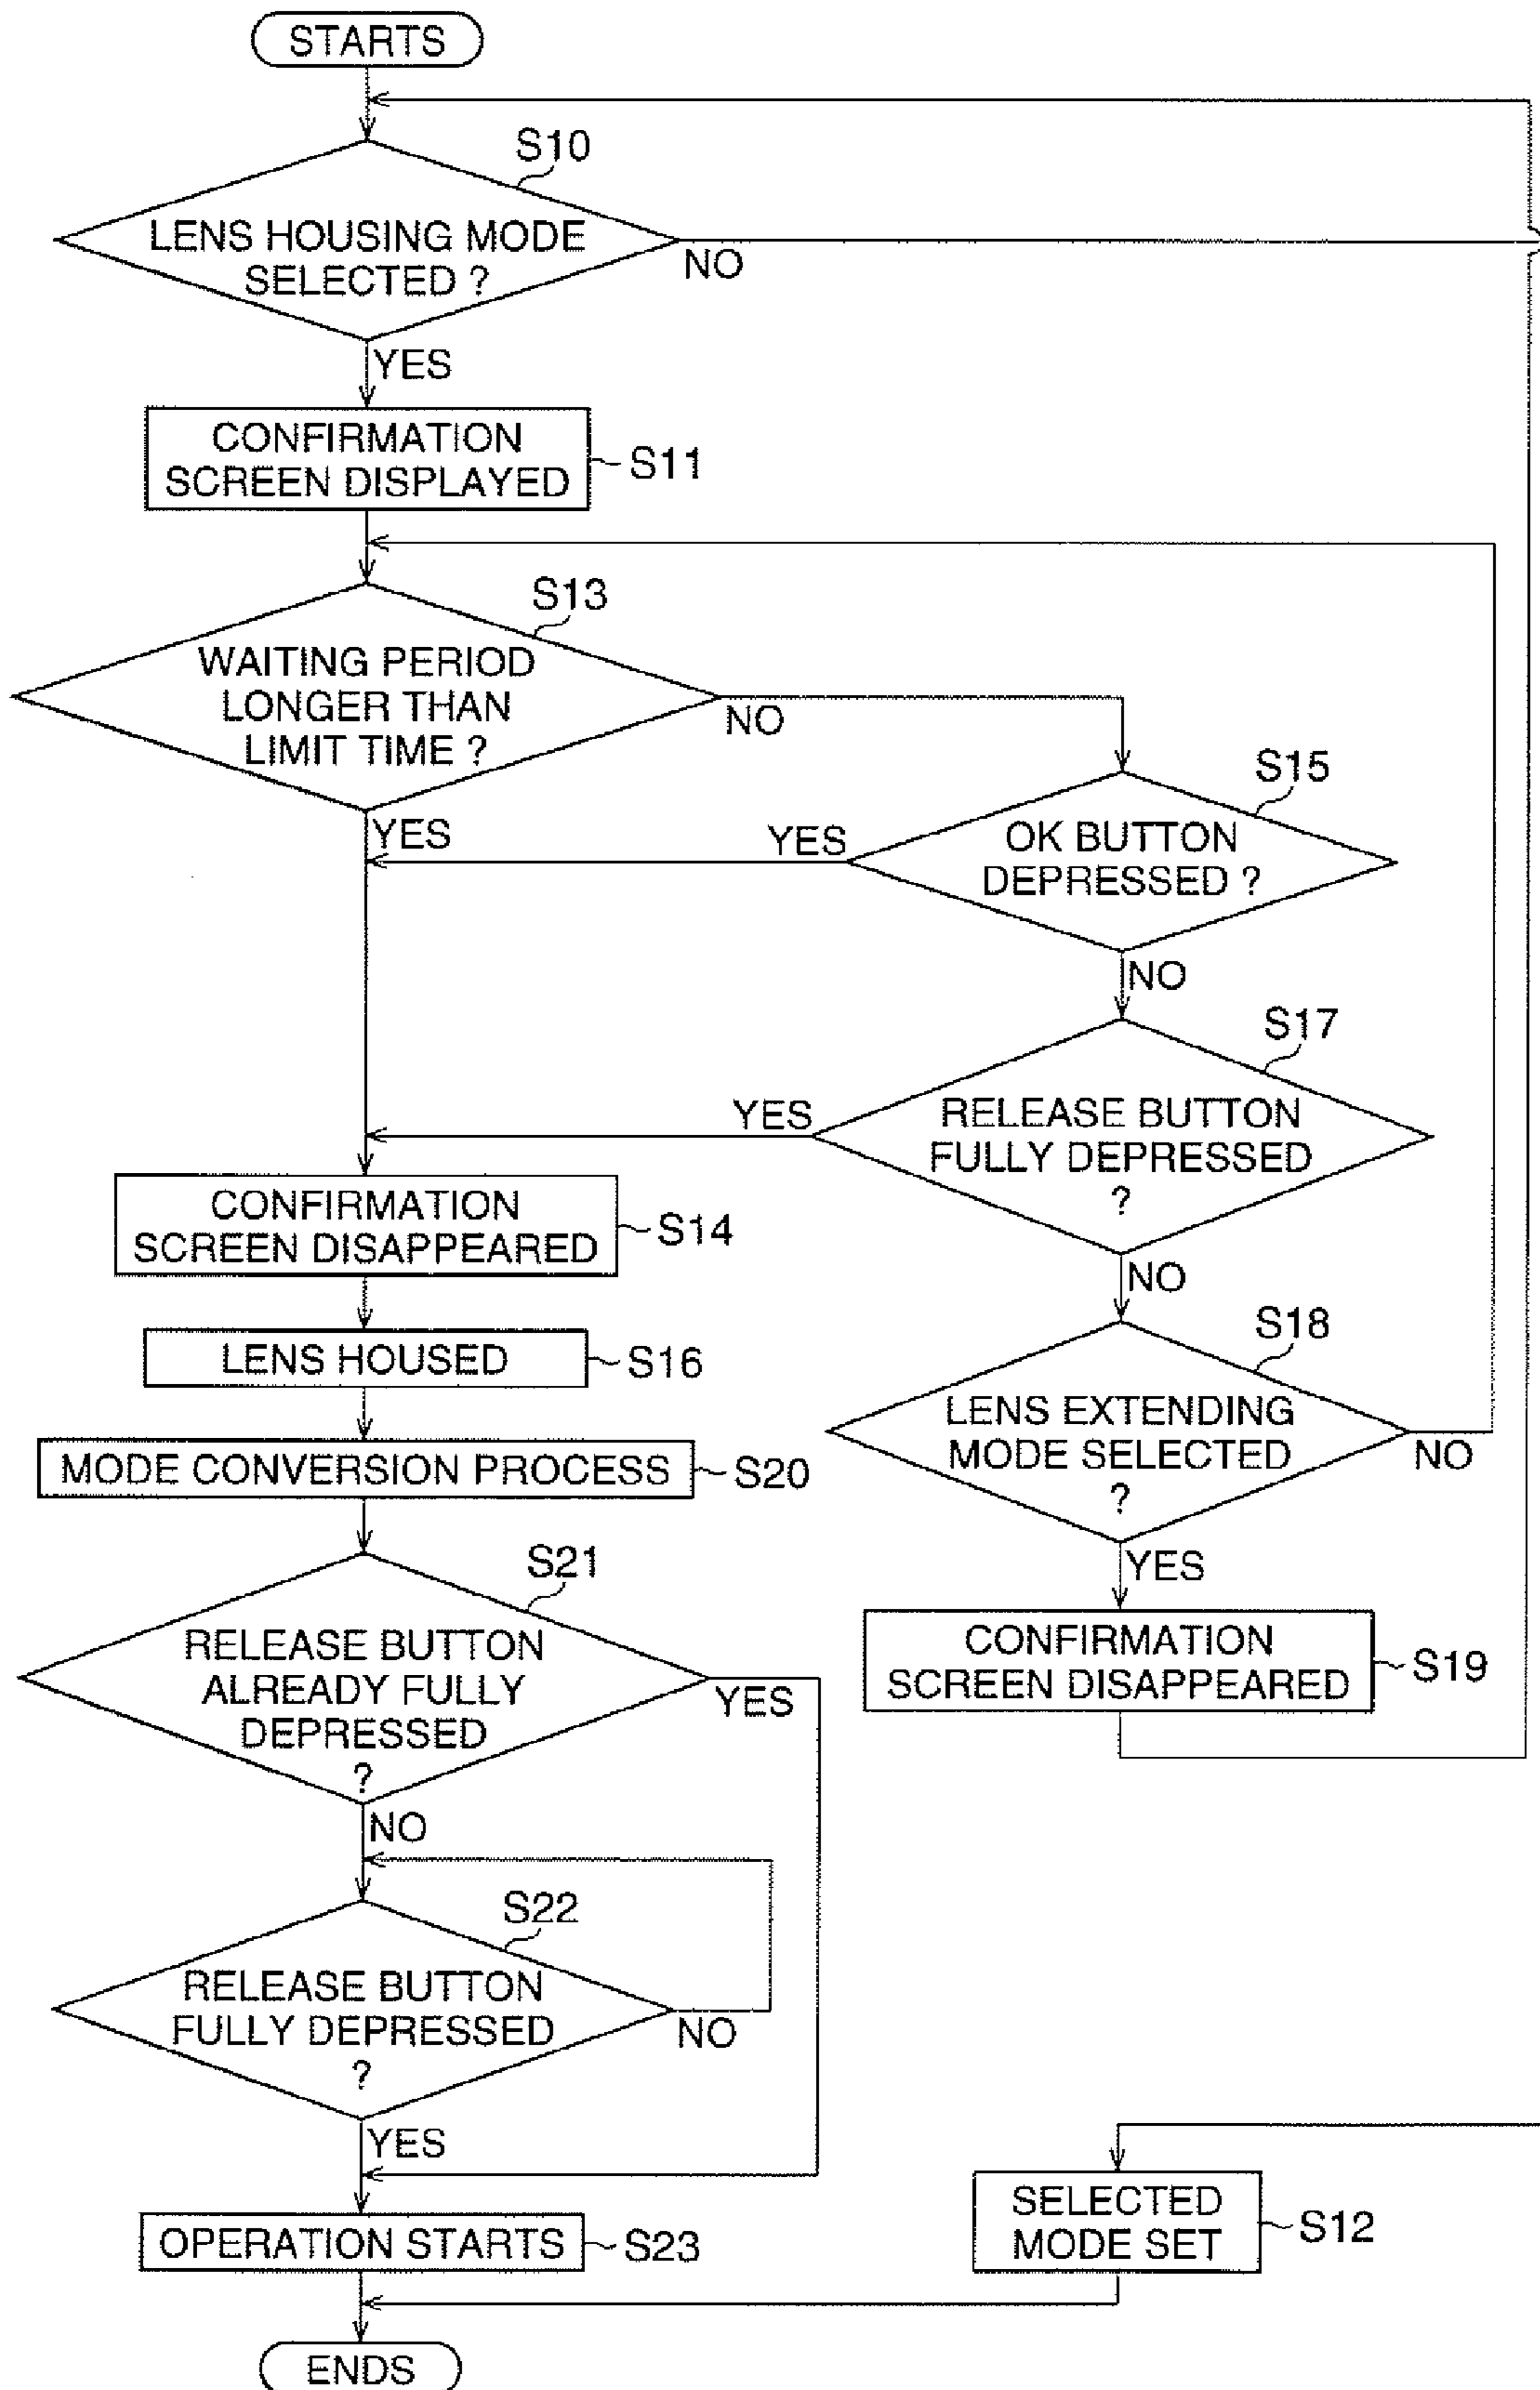 STARTS
S10
LENS HOUSING MODE
SELECTED ?
NO
YES
CONFIRMATION
SCREEN DISPLAYED
S11
S13
WAITING PERIOD
LONGER THAN
LIMIT TIME ?
NO
YES
S15
OK BUTTON
DEPRESSED ?
YES
NO
S17
RELEASE BUTTON
FULLY DEPRESSED
?
YES
NO
CONFIRMATION
SCREEN DISAPPEARED
S14
S18
LENS EXTENDING
MODE SELECTED
?
NO
YES
LENS HOUSED
S16
MODE CONVERSION PROCESS
S20
CONFIRMATION
SCREEN DISAPPEARED
S19
S21
RELEASE BUTTON
ALREADY FULLY
DEPRESSED
?
YES
NO
S22
RELEASE BUTTON
FULLY DEPRESSED
?
NO
YES
OPERATION STARTS
S23
SELECTED
MODE SET
S12
ENDS